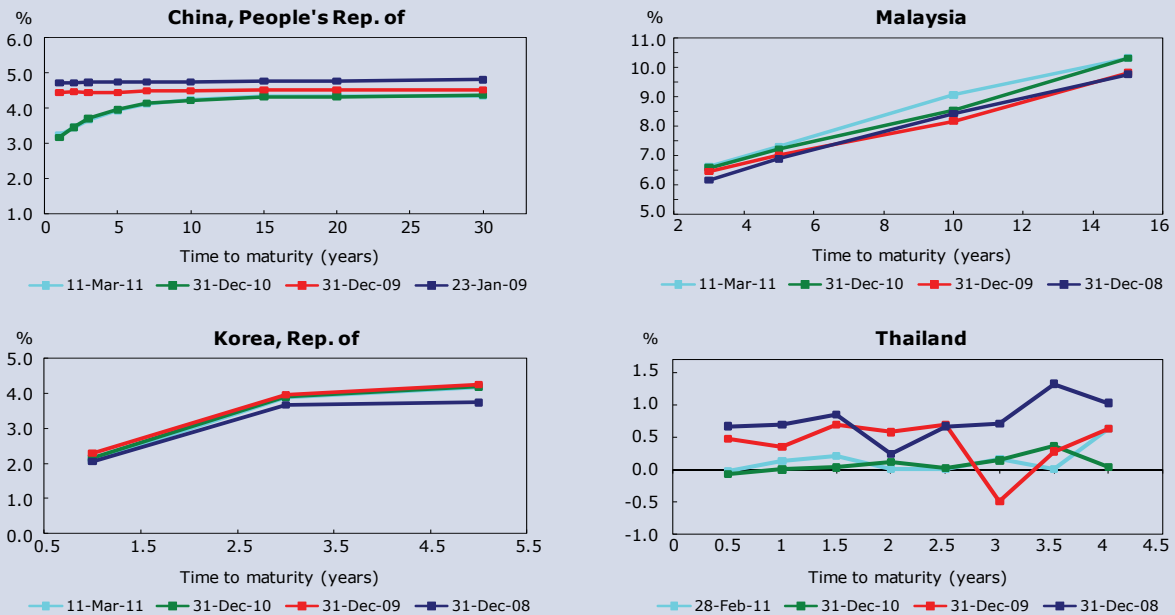 China, People's Rep. of
%
6.0
5.0
4.0
3.0
2.0
1.0
0 5 10 15 20 25 30
Time to maturity (years)
11-Mar-11 31-Dec-10 31-Dec-09 23-Jan-09
Malaysia
%
11.0
10.0
9.0
8.0
7.0
6.0
5.0
2 4 6 8 10 12 14 16
Time to maturity (years)
11-Mar-11 31-Dec-10 31-Dec-09 31-Dec-08
Korea, Rep. of
%
5.0
4.0
3.0
2.0
1.0
0.0
0.5 1.5 2.5 3.5 4.5 5.5
Time to maturity (years)
11-Mar-11 31-Dec-10 31-Dec-09 31-Dec-08
Thailand
%
1.5
1.0
0.5
0.0
-0.5
-1.0
0 0.5 1 1.5 2 2.5 3 3.5 4 4.5
Time to maturity (years)
28-Feb-11 31-Dec-10 31-Dec-09 31-Dec-08